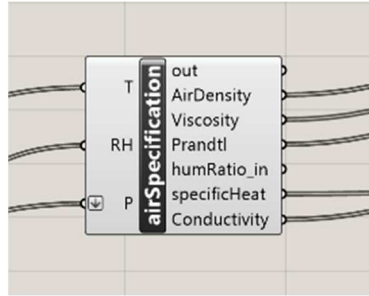 T
RH
P
airSpecification
out
AirDensity
Viscosity
Prandtl
humRatio_in
specificHeat
Conductivity